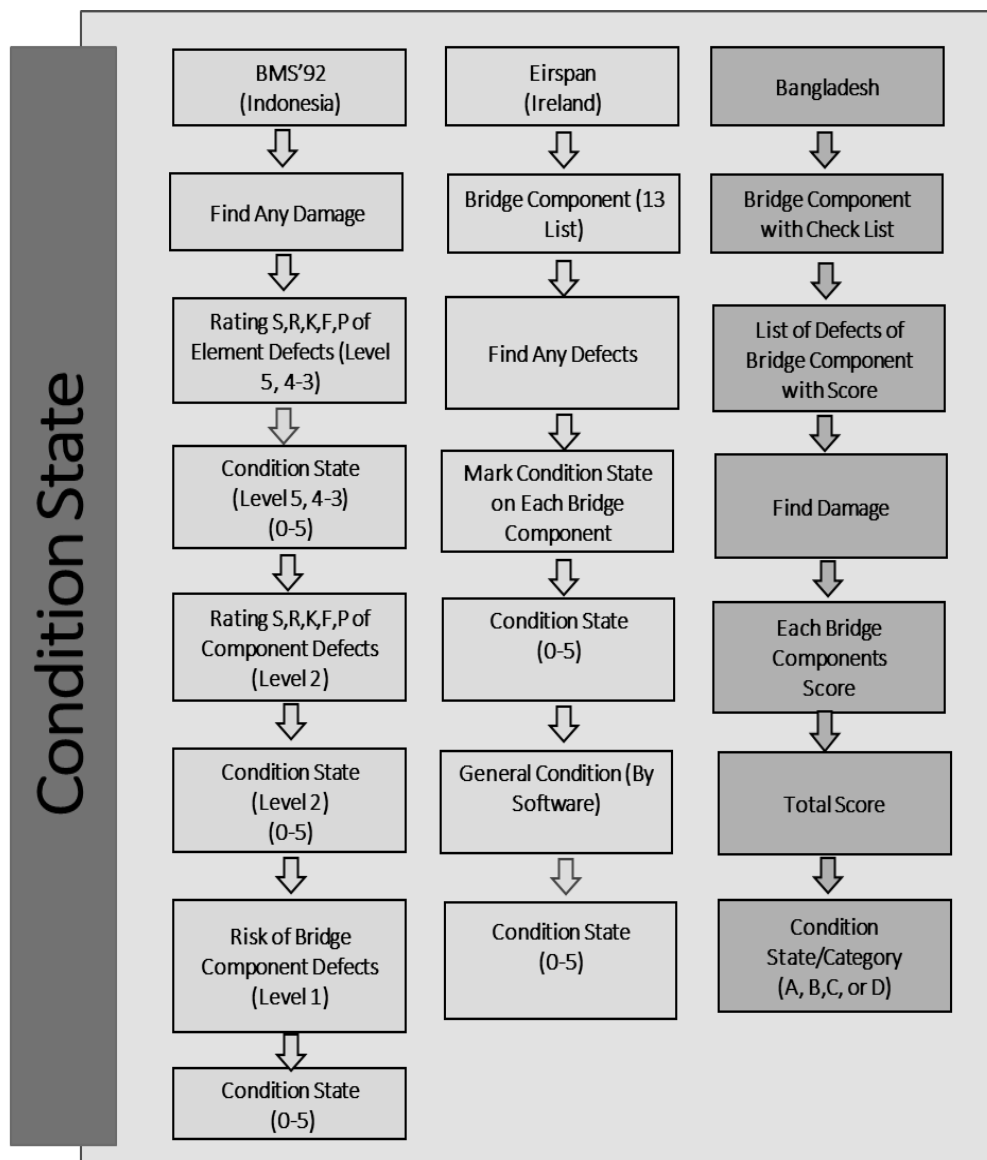 Condition State
BMS'92
(Indonesia)
Find Any Damage
Rating S,R,K,F,P of
Element Defects (Level
5, 4-3)
Condition State
(Level 5, 4-3)
(0-5)
Rating S,R,K,F,P of
Component Defects
(Level 2)
Condition State
(Level 2)
(0-5)
Risk of Bridge
Component Defects
(Level 1)
Condition State
(0-5)
Eirspan
(Ireland)
Bridge Component (13
List)
Find Any Defects
Mark Condition State
on Each Bridge
Component
Condition State
(0-5)
General Condition (By
Software)
Condition State
(0-5)
Bangladesh
Bridge Component
with Check List
List of Defects of
Bridge Component
with Score
Find Damage
Each Bridge
Components
Score
Total Score
Condition
State/Category
(A, B,C, or D)